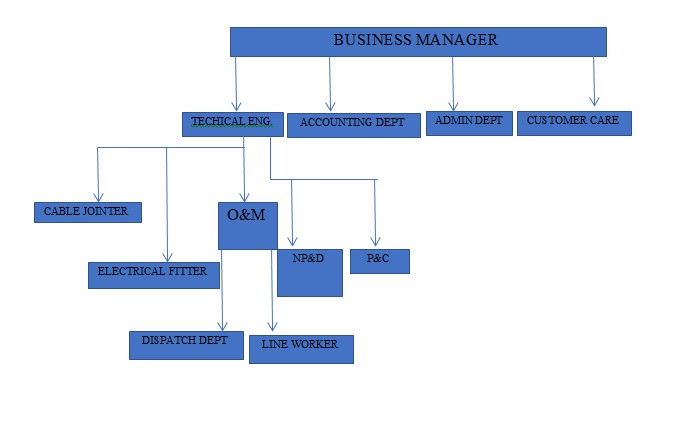 BUSINESS MANAGER
TECHICAL ENG.
ACCOUNTING DEPT
ADMIN DEPT
CUSTOMER CARE
CABLE JOINTER
O&M
ELECTRICAL FITTER
NP&D
P&C
DISPATCH DEPT
LINE WORKER